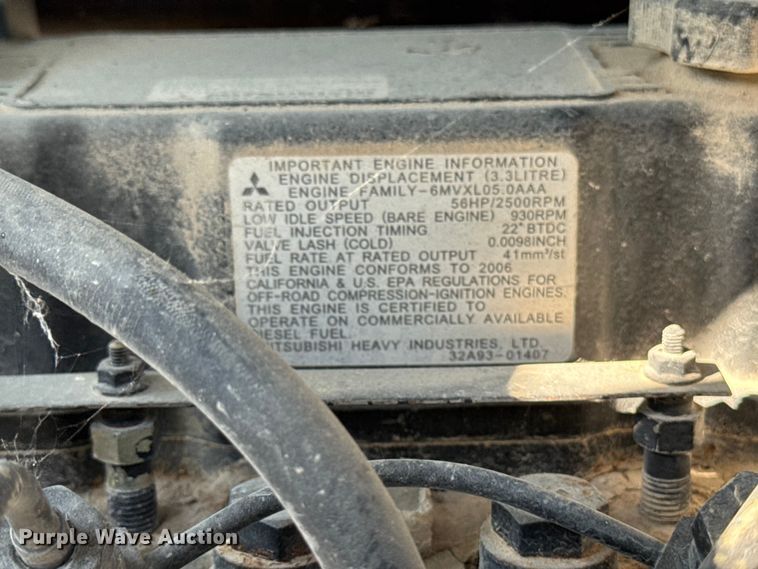 IMPORTANT ENGINE INFORMATION
ENGINE DISPLACEMENT (3.3LITRE)
ENGINE FAMILY-6MVXL05.0AAA
RATED OUTPUT 56HP/2500RPM
LOW IDLE SPEED (BARE ENGINE) 930RPM
FUEL INJECTION TIMING 22° BTDC
VALVE LASH (COLD) 0.0098INCH
FUEL RATE AT RATED OUTPUT 41mm³/st
THIS ENGINE CONFORMS TO 2006
CALIFORNIA & U.S. EPA REGULATIONS FOR
OFF-ROAD COMPRESSION-IGNITION ENGINES.
THIS ENGINE IS CERTIFIED TO
OPERATE ON COMMERCIALLY AVAILABLE
DIESEL FUEL.
MITSUBISHI HEAVY INDUSTRIES, LTD.
32A93-01407
Purple Wave Auction